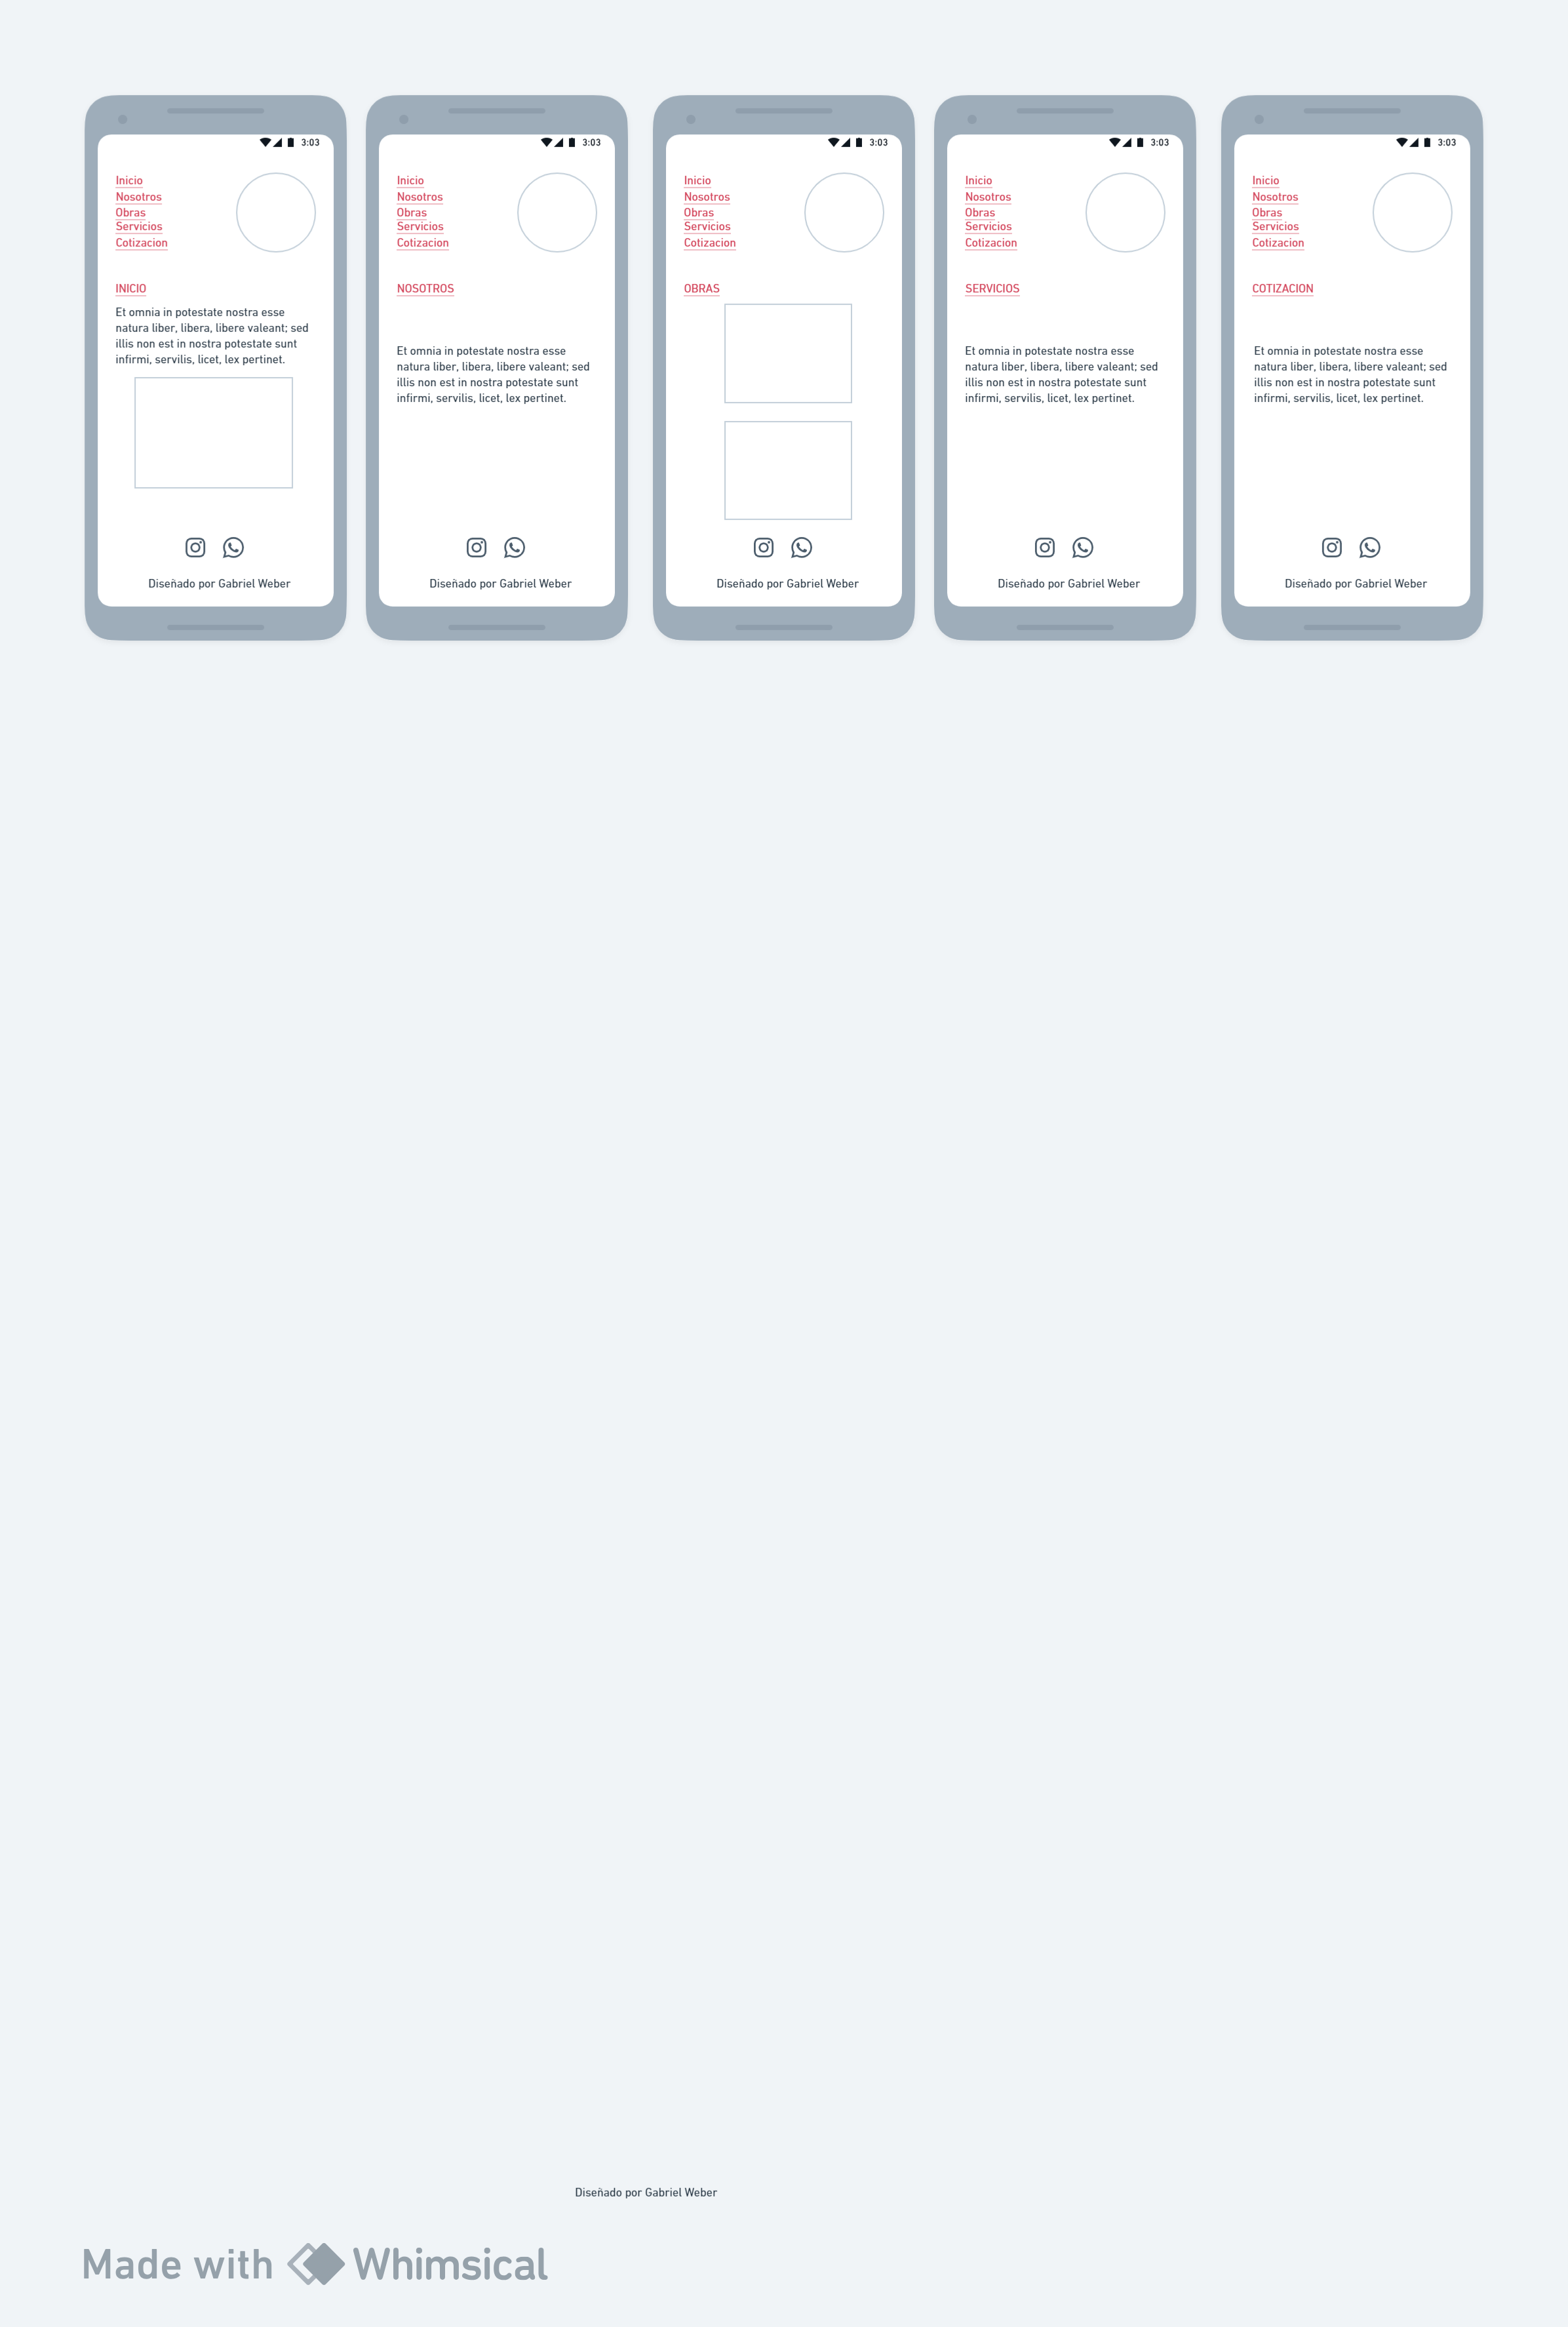 3:03
Inicio
Nosotros
Obras
Servicios
Cotizacion
INICIO
Et omnia in potestate nostra esse
natura liber, libera, libere valeant; sed
illis non est in nostra potestate sunt
infirmi, servilis, licet, lex pertinet.
Diseñado por Gabriel Weber
3:03
Inicio
Nosotros
Obras
Servicios
Cotizacion
NOSOTROS
Et omnia in potestate nostra esse
natura liber, libera, libere valeant; sed
illis non est in nostra potestate sunt
infirmi, servilis, licet, lex pertinet.
Diseñado por Gabriel Weber
3:03
Inicio
Nosotros
Obras
Servicios
Cotizacion
OBRAS
Diseñado por Gabriel Weber
3:03
Inicio
Nosotros
Obras
Servicios
Cotizacion
SERVICIOS
Et omnia in potestate nostra esse
natura liber, libera, libere valeant; sed
illis non est in nostra potestate sunt
infirmi, servilis, licet, lex pertinet.
Diseñado por Gabriel Weber
3:03
Inicio
Nosotros
Obras
Servicios
Cotizacion
COTIZACION
Et omnia in potestate nostra esse
natura liber, libera, libere valeant; sed
illis non est in nostra potestate sunt
infirmi, servilis, licet, lex pertinet.
Diseñado por Gabriel Weber
Diseñado por Gabriel Weber
Made with Whimsical